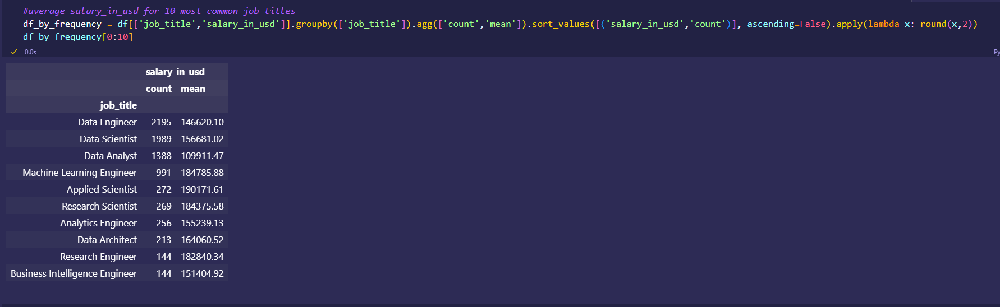 #average salary_in_usd for 10 most common job titles
df_by_frequency = df[['job_title','salary_in_usd']].groupby(['job_title']).agg(['count','mean']).sort_values([('salary_in_usd','count')], ascending=False).apply(lambda x: round(x,2))
df_by_frequency[0:10]
0.0s
Py
salary_in_usd
count mean
job_title
Data Engineer 2195 146620.10
Data Scientist 1989 156681.02
Data Analyst 1388 109911.47
Machine Learning Engineer 991 184785.88
Applied Scientist 272 190171.61
Research Scientist 269 184375.58
Analytics Engineer 256 155239.13
Data Architect 213 164060.52
Research Engineer 144 182840.34
Business Intelligence Engineer 144 151404.92